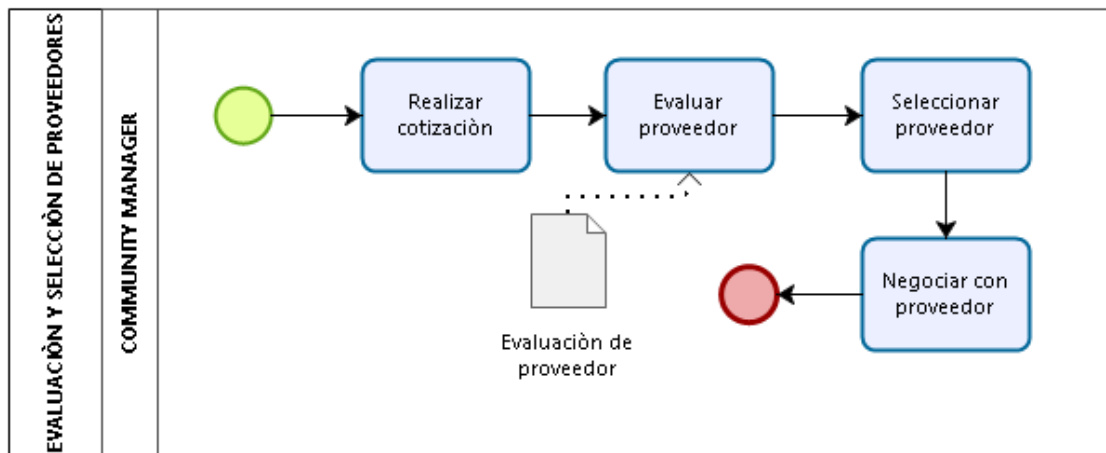 EVALUACIÒN Y SELECCIÒN DE PROVEEDORES
COMMUNITY MANAGER
Realizar
cotizaciòn
Evaluar
proveedor
Seleccionar
proveedor
Evaluaciòn de
proveedor
Negociar con
proveedor